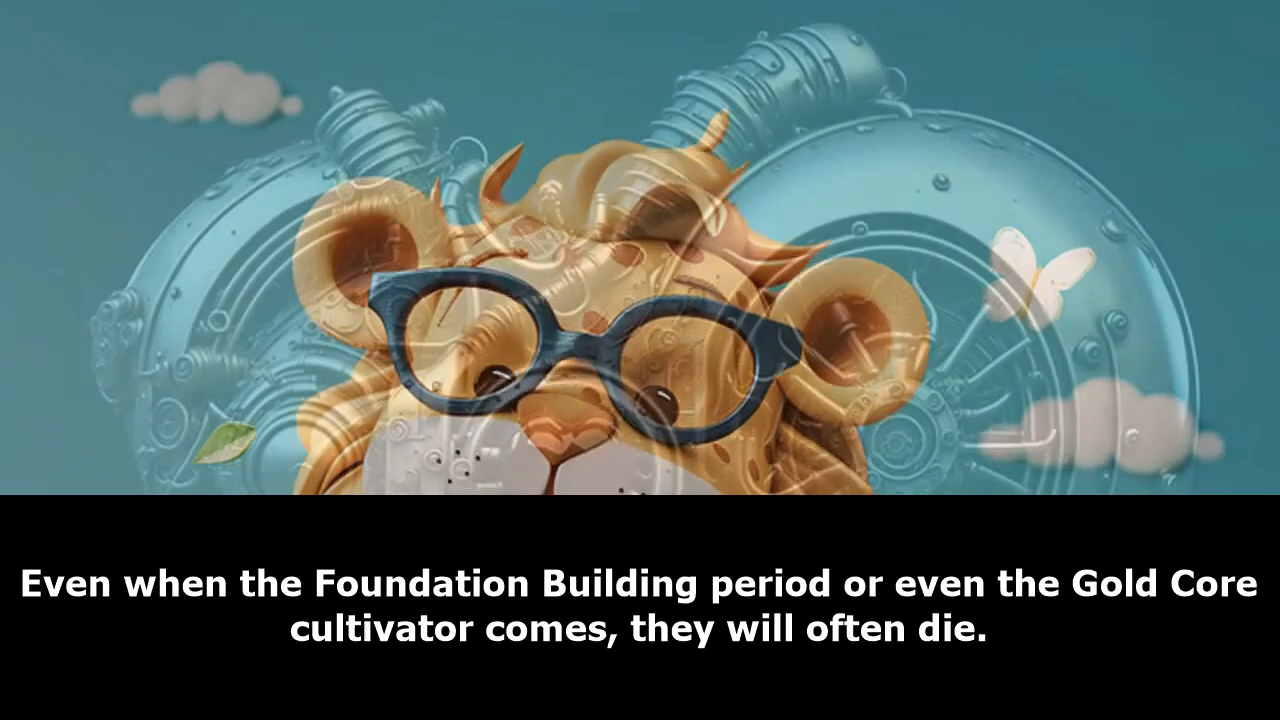 Even when the Foundation Building period or even the Gold Core
cultivator comes, they will often die.